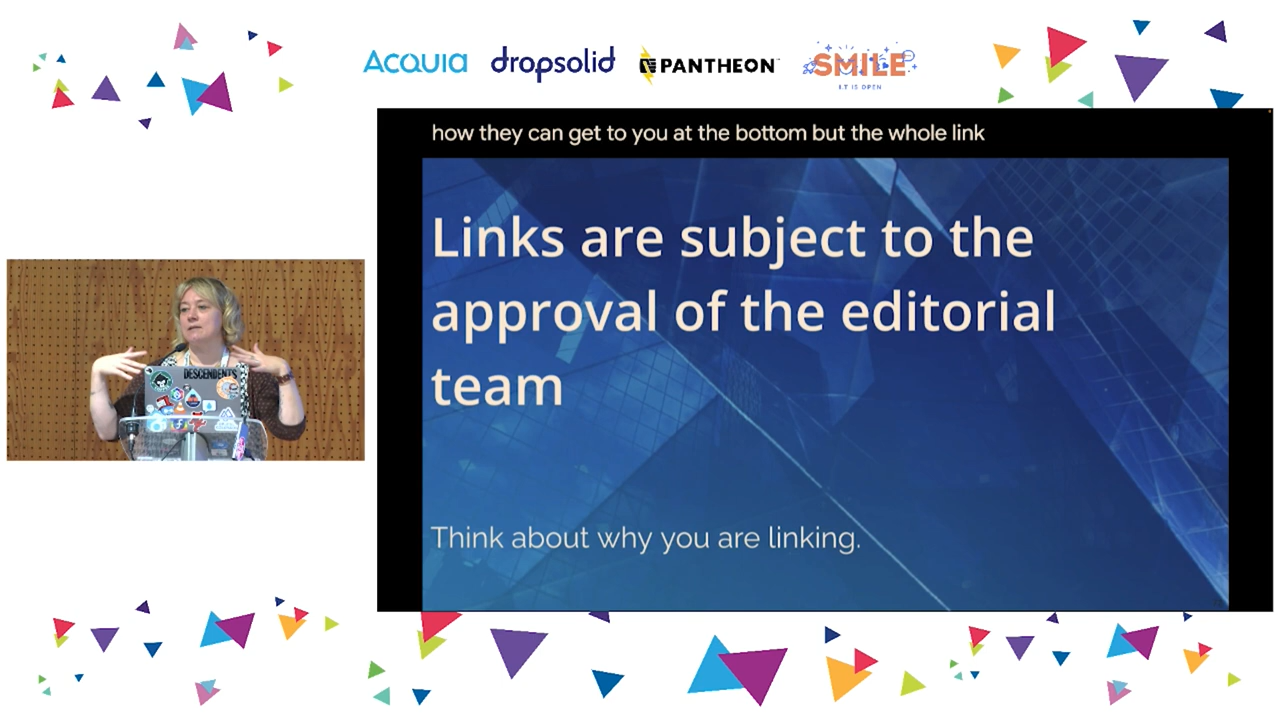 Acquia
dropsolid
PANTHEON
SMILE
I.T IS OPEN
how they can get to you at the bottom but the whole link
Links are subject to the
approval of the editorial
team
Think about why you are linking.
DESCENDENTS